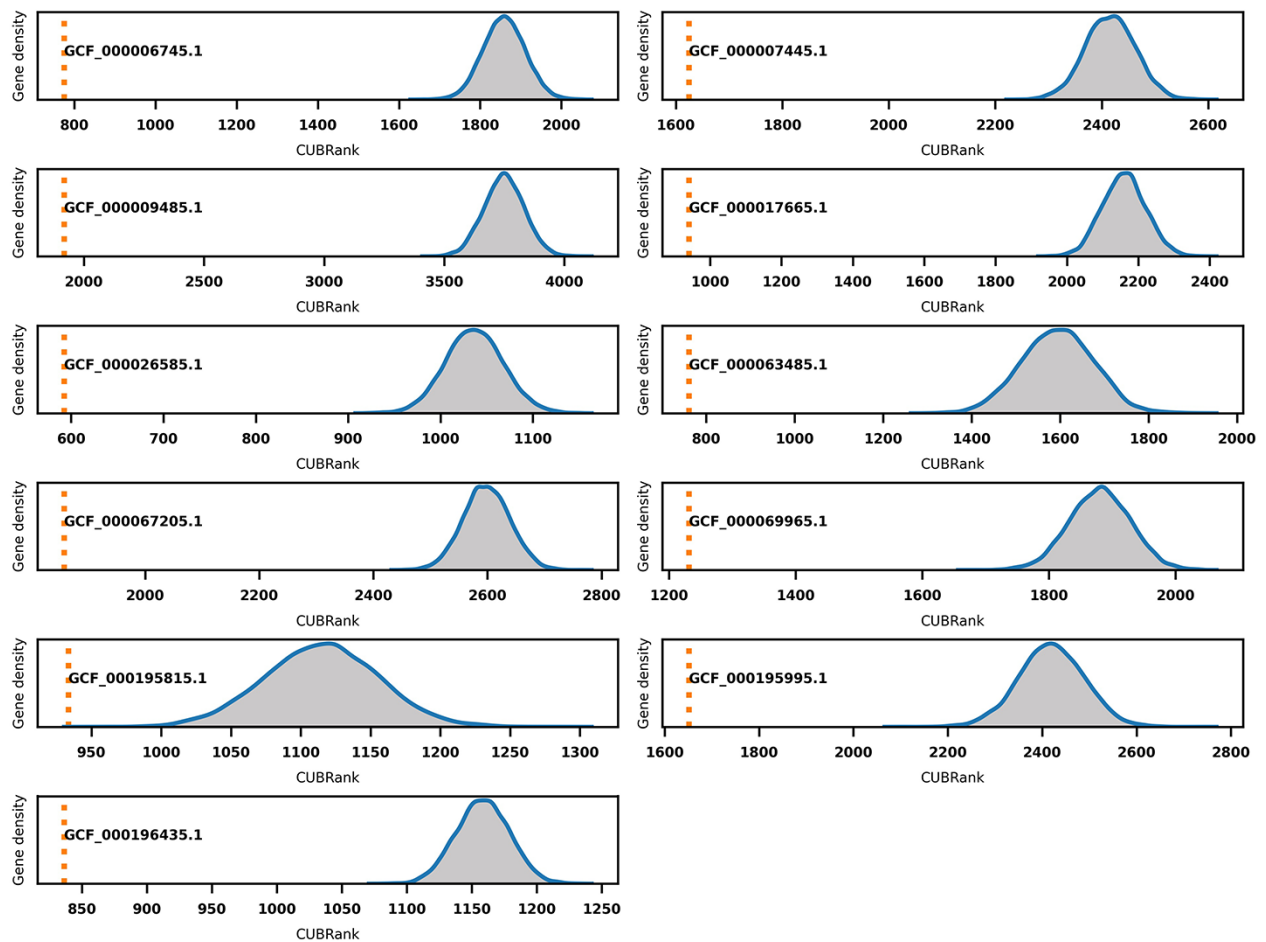 Gene density
GCF_000006745.1
800 1000 1200 1400 1600 1800 2000
CUBRank
Gene density
GCF_000007445.1
1600 1800 2000 2200 2400 2600
CUBRank
Gene density
GCF_000009485.1
2000 2500 3000 3500 4000
CUBRank
Gene density
GCF_000017665.1
1000 1200 1400 1600 1800 2000 2200 2400
CUBRank
Gene density
GCF_000026585.1
600 700 800 900 1000 1100
CUBRank
Gene density
GCF_000063485.1
800 1000 1200 1400 1600 1800 2000
CUBRank
Gene density
GCF_000067205.1
2000 2200 2400 2600 2800
CUBRank
Gene density
GCF_000069965.1
1200 1400 1600 1800 2000
CUBRank
Gene density
GCF_000195815.1
950 1000 1050 1100 1150 1200 1250 1300
CUBRank
Gene density
GCF_000195995.1
1600 1800 2000 2200 2400 2600 2800
CUBRank
Gene density
GCF_000196435.1
850 900 950 1000 1050 1100 1150 1200 1250
CUBRank